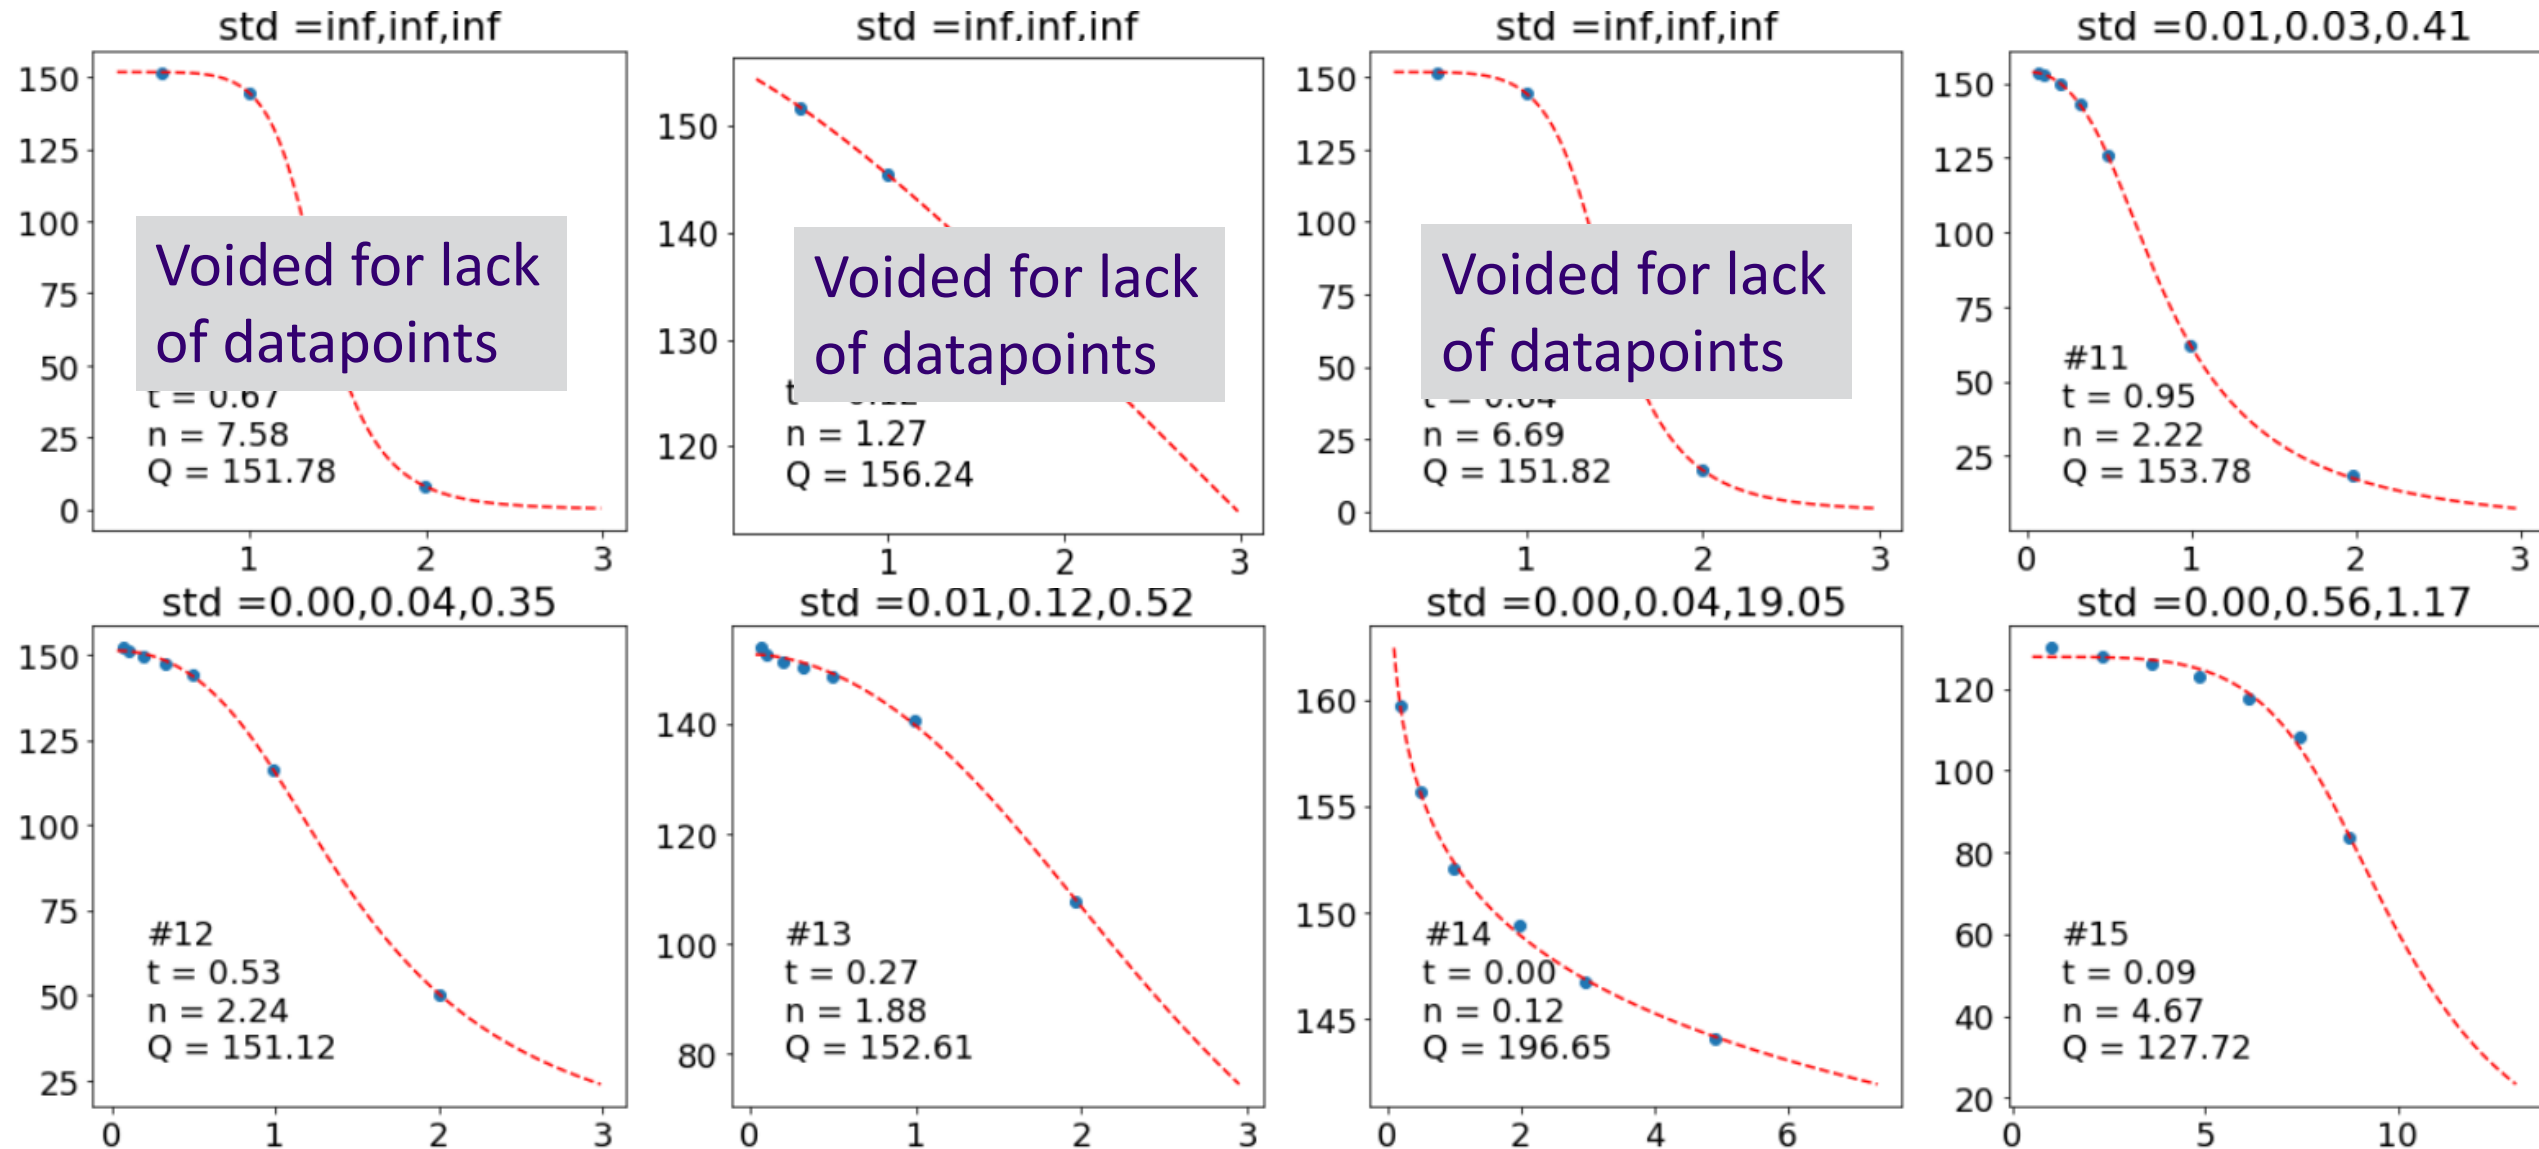 std =inf,inf,inf
150
125
100
75
50
25
0
Voided for lack
of datapoints
t = 0.67
n = 7.58
Q = 151.78
1 2 3
std =inf,inf,inf
150
140
130
120
Voided for lack
of datapoints
t
n = 1.27
Q = 156.24
1 2 3
std =inf,inf,inf
150
125
100
75
50
25
0
Voided for lack
of datapoints
n = 6.69
Q = 151.82
1 2 3
std =0.01,0.03,0.41
150
125
100
75
50
25
#11
t = 0.95
n = 2.22
Q = 153.78
0 1 2 3
std =0.00,0.04,0.35
150
125
100
75
50
25
#12
t = 0.53
n = 2.24
Q = 151.12
0 1 2 3
std =0.01,0.12,0.52
140
120
100
80
#13
t = 0.27
n = 1.88
Q = 152.61
0 1 2 3
std =0.00,0.04,19.05
160
155
150
145
#14
t = 0.00
n = 0.12
Q = 196.65
0 2 4 6
std =0.00,0.56,1.17
120
100
80
60
40
20
#15
t = 0.09
n = 4.67
Q = 127.72
0 5 10